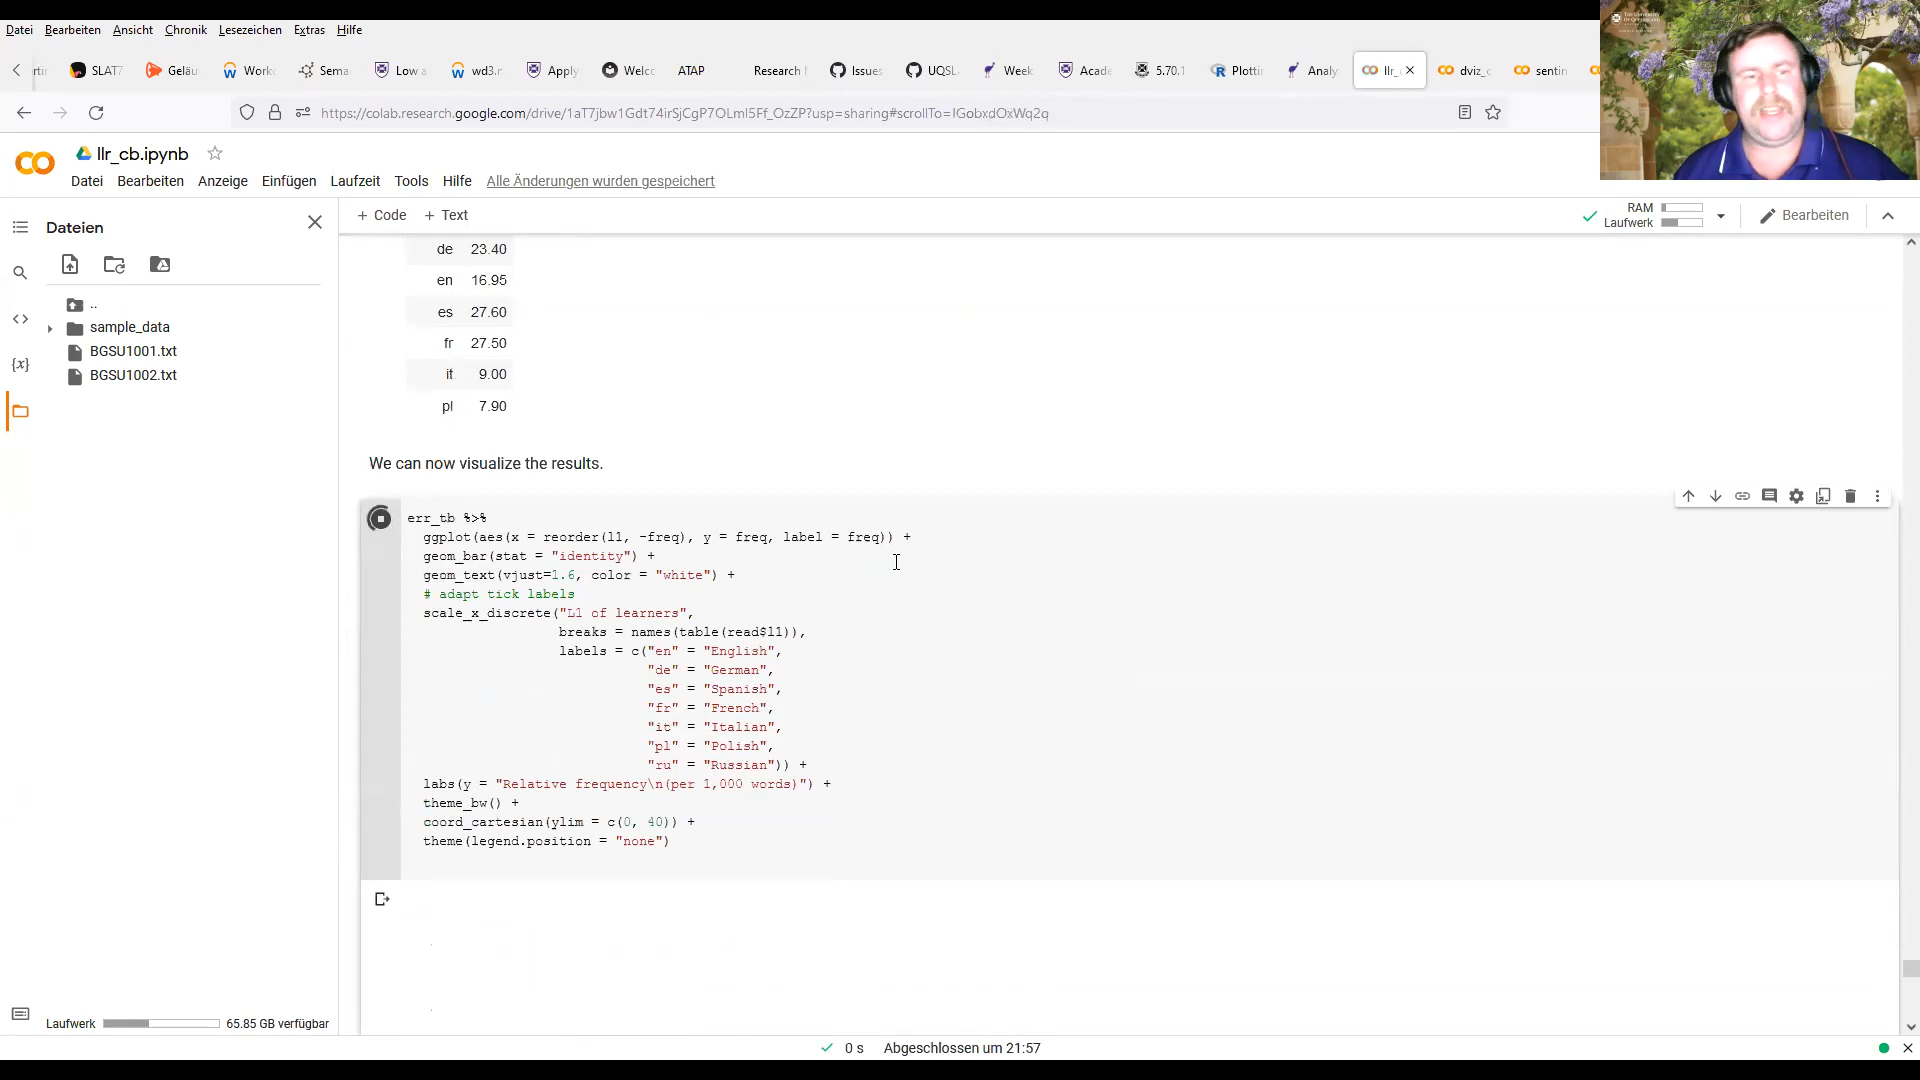 Datei Bearbeiten Ansicht Chronik Lesezeichen Extras Hilfe
SLAT7 Geläu Work Sema Low a wd3.r Apply Welc ATAP Research Issues UQSL Week Acade 5.70.1 Plotti Analy llr_ dviz_c sentin
https://colab.research.google.com/drive/1aT7jbw1Gdt74irSjCgP7OLmI5Ff_OzZP?usp=sharing#scrollTo=IGobxdOxWq2q
llr_cb.ipynb
Datei Bearbeiten Anzeige Einfügen Laufzeit Tools Hilfe Alle Änderungen wurden gespeichert
Dateien
+ Code + Text
RAM
Laufwerk
Bearbeiten
..
sample_data
BGSU1001.txt
BGSU1002.txt
Laufwerk 65.85 GB verfügbar
de 23.40
en 16.95
es 27.60
fr 27.50
it 9.00
pl 7.90
We can now visualize the results.
err_tb %>%
ggplot(aes(x = reorder(l1, -freq), y = freq, label = freq)) +
geom_bar(stat = "identity") +
geom_text(vjust=1.6, color = "white") +
# adapt tick labels
scale_x_discrete("L1 of learners",
breaks = names(table(read$l1)),
labels = c("en" = "English",
"de" = "German",
"es" = "Spanish",
"fr" = "French",
"it" = "Italian",
"pl" = "Polish",
"ru" = "Russian")) +
labs(y = "Relative frequency\n(per 1,000 words)") +
theme_bw() +
coord_cartesian(ylim = c(0, 40)) +
theme(legend.position = "none")
0 s Abgeschlossen um 21:57